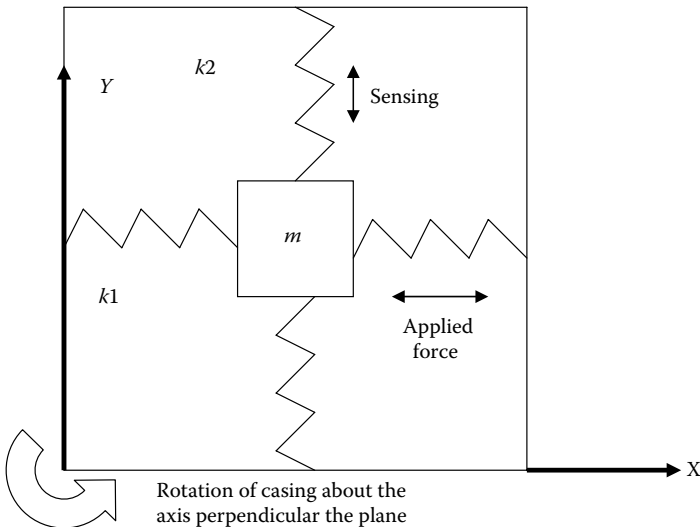 Y
k2
Sensing
m
k1
Applied
force
X
Rotation of casing about the
axis perpendicular the plane